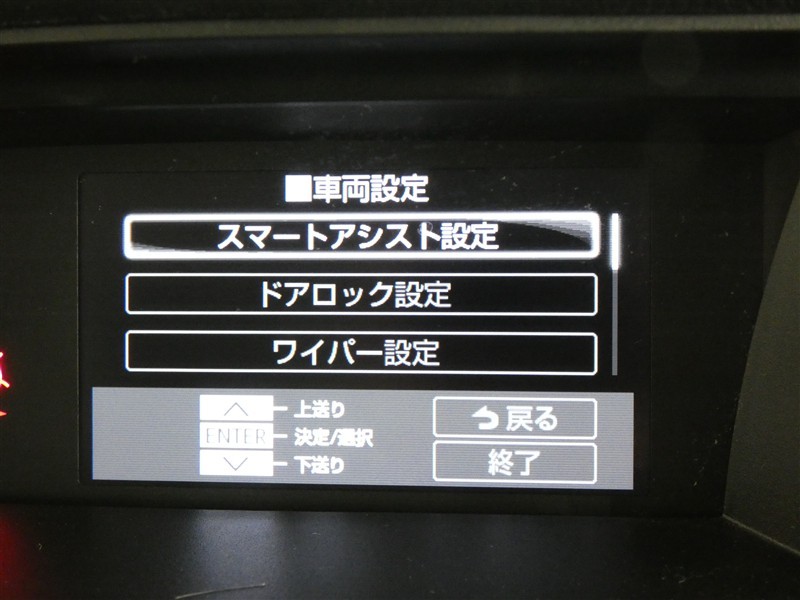 ■車両設定
スマートアシスト設定
ドアロック設定
ワイパー設定
上送り
ENTER 決定/選択
下送り
戻る
終了